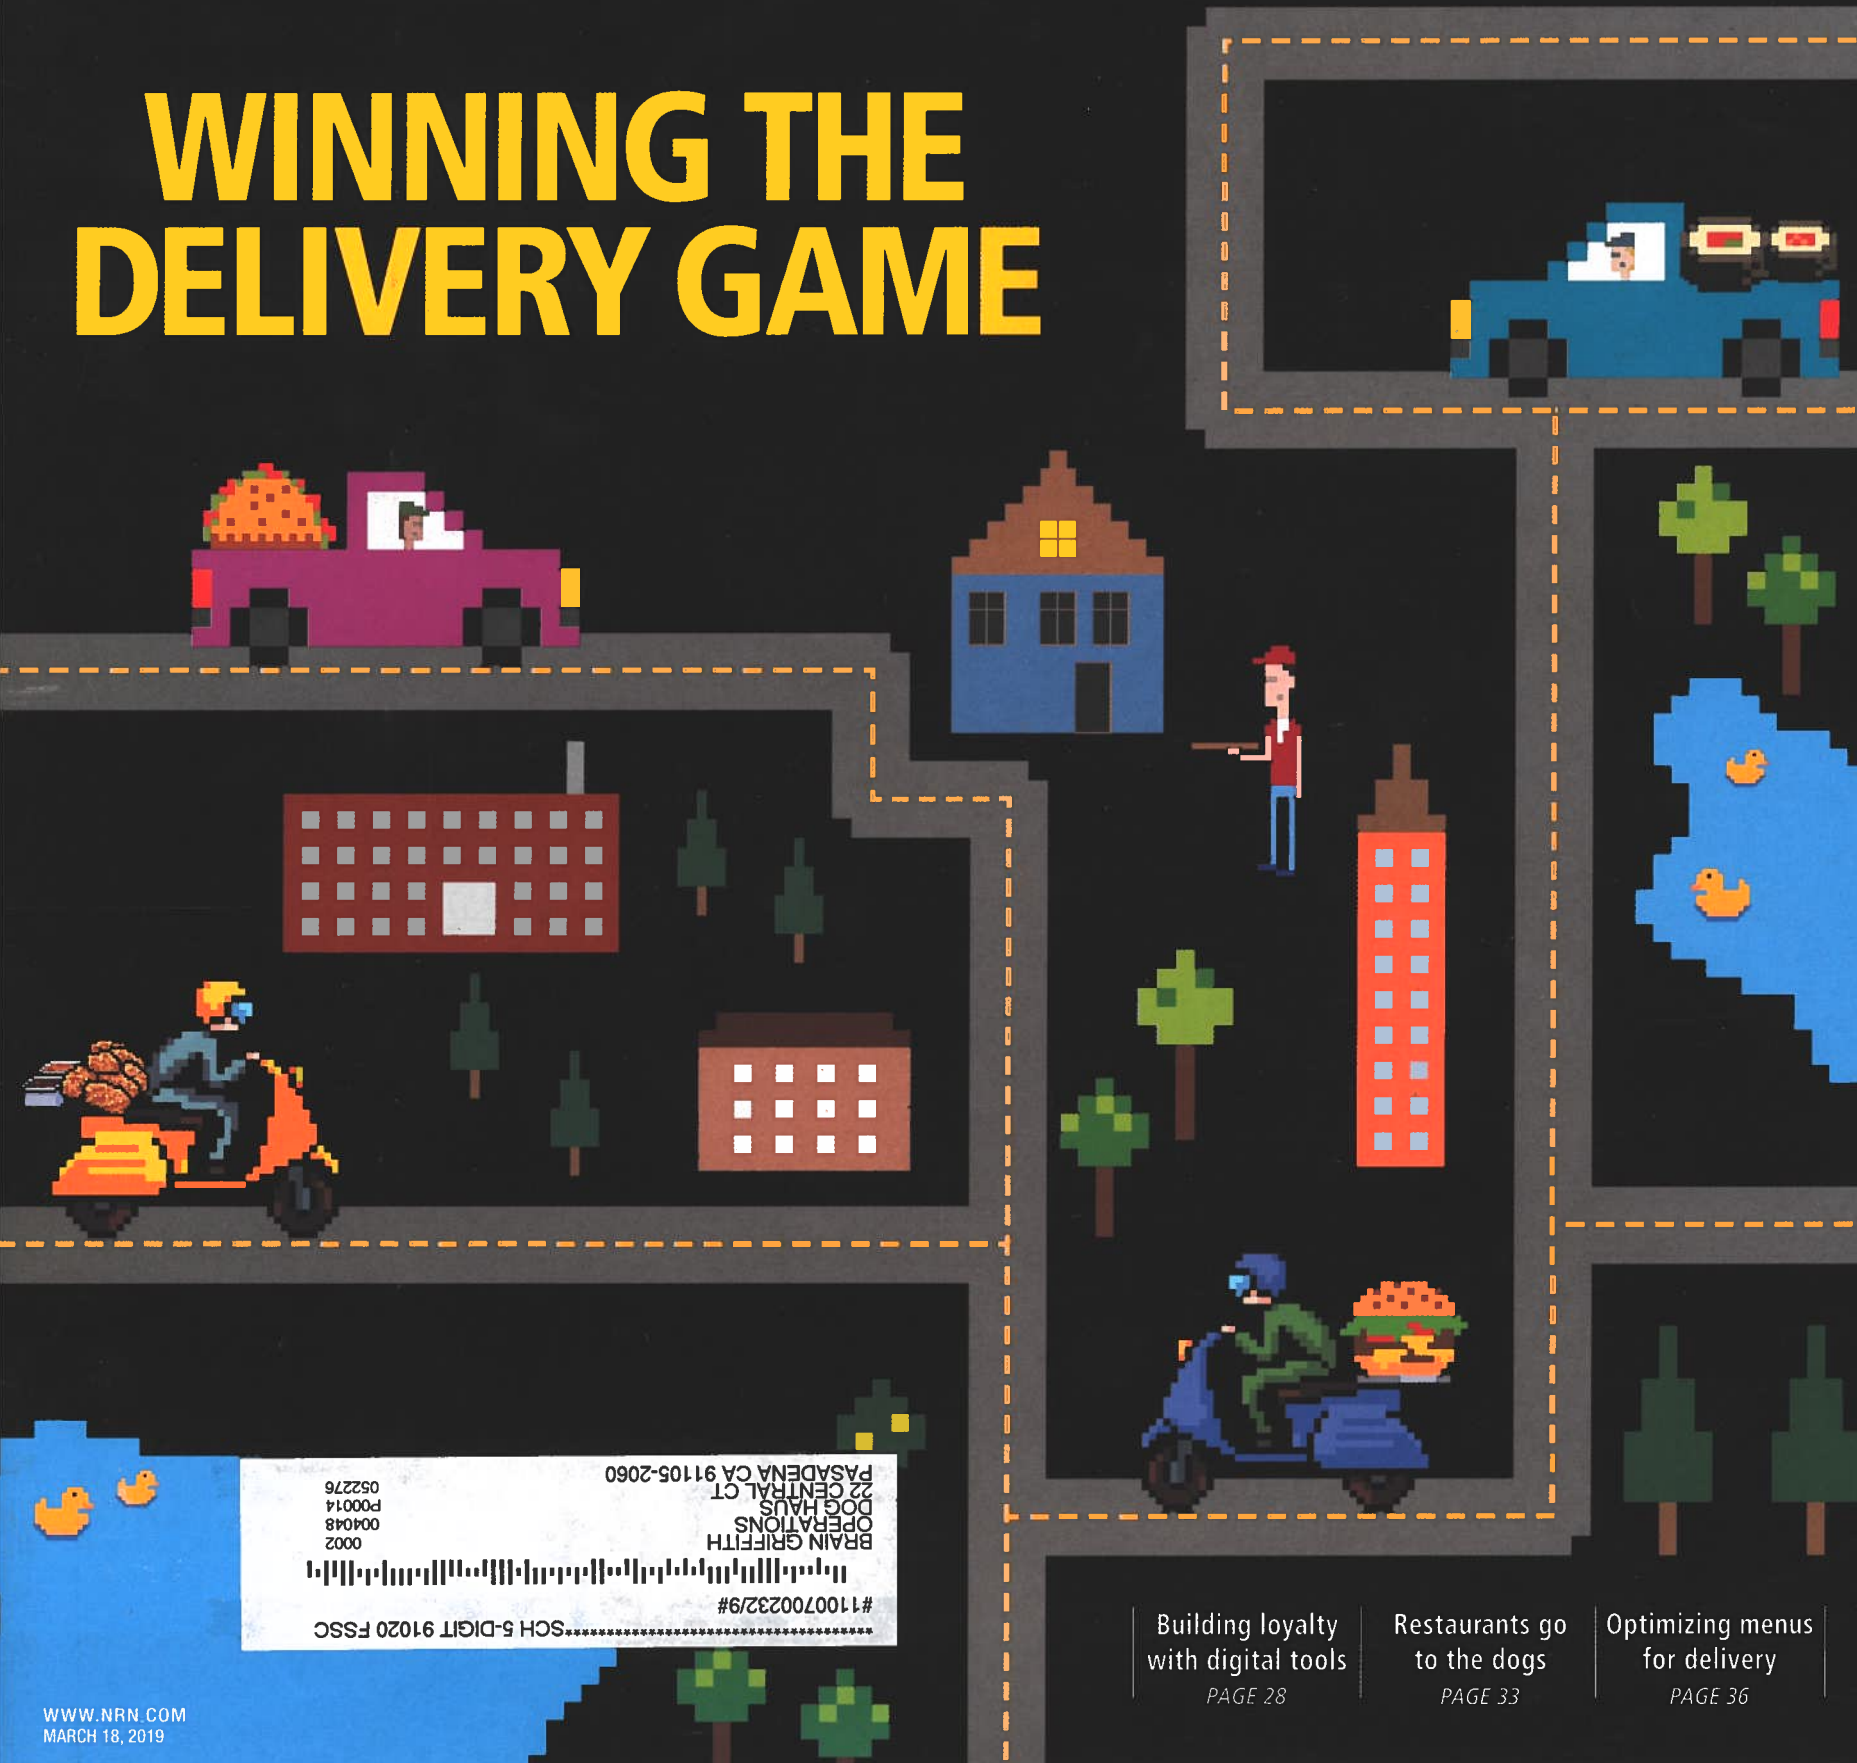 WINNING THE
DELIVERY GAME
#1100700232/9#
0002
BRAIN GRIFFITH
004048
OPERATIONS
P00014
DOG HAUS
052276
22 CENTRAL CT
PASADENA CA 91105-2060
SCH 5-DIGIT 91020 FSSC
Building loyalty
with digital tools
PAGE 28
Restaurants go
to the dogs
PAGE 33
Optimizing menus
for delivery
PAGE 36
WWW.NRN.COM
MARCH 18, 2019